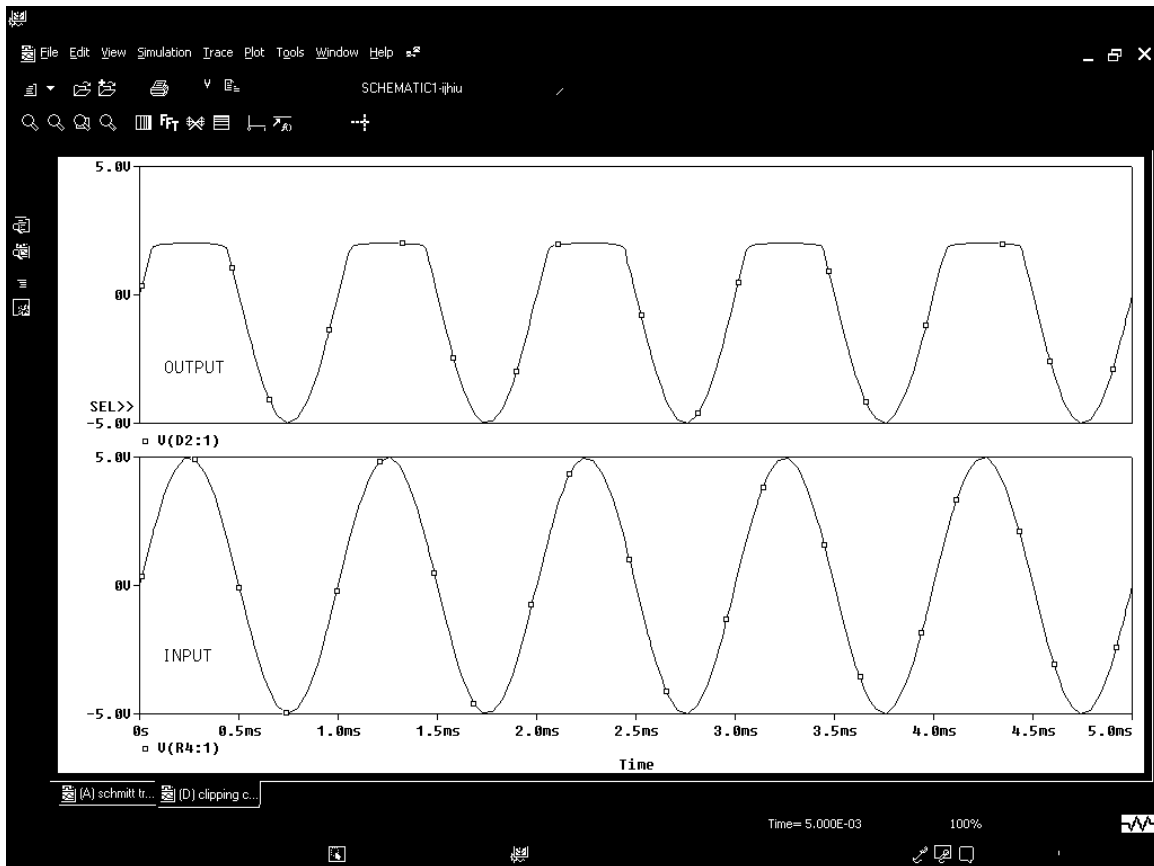 File Edit View Simulation Trace Plot Tools Window Help
SCHEMATIC1-ijhiu
FFT
5.0V
0V
OUTPUT
SEL>>
-5.0V
V(D2:1)
5.0V
0V
INPUT
-5.0V
0s 0.5ms 1.0ms 1.5ms 2.0ms 2.5ms 3.0ms 3.5ms 4.0ms 4.5ms 5.0ms
V(R4:1)
Time
(A) schmitt tr... (D) clipping c...
Time= 5.000E-03 100%